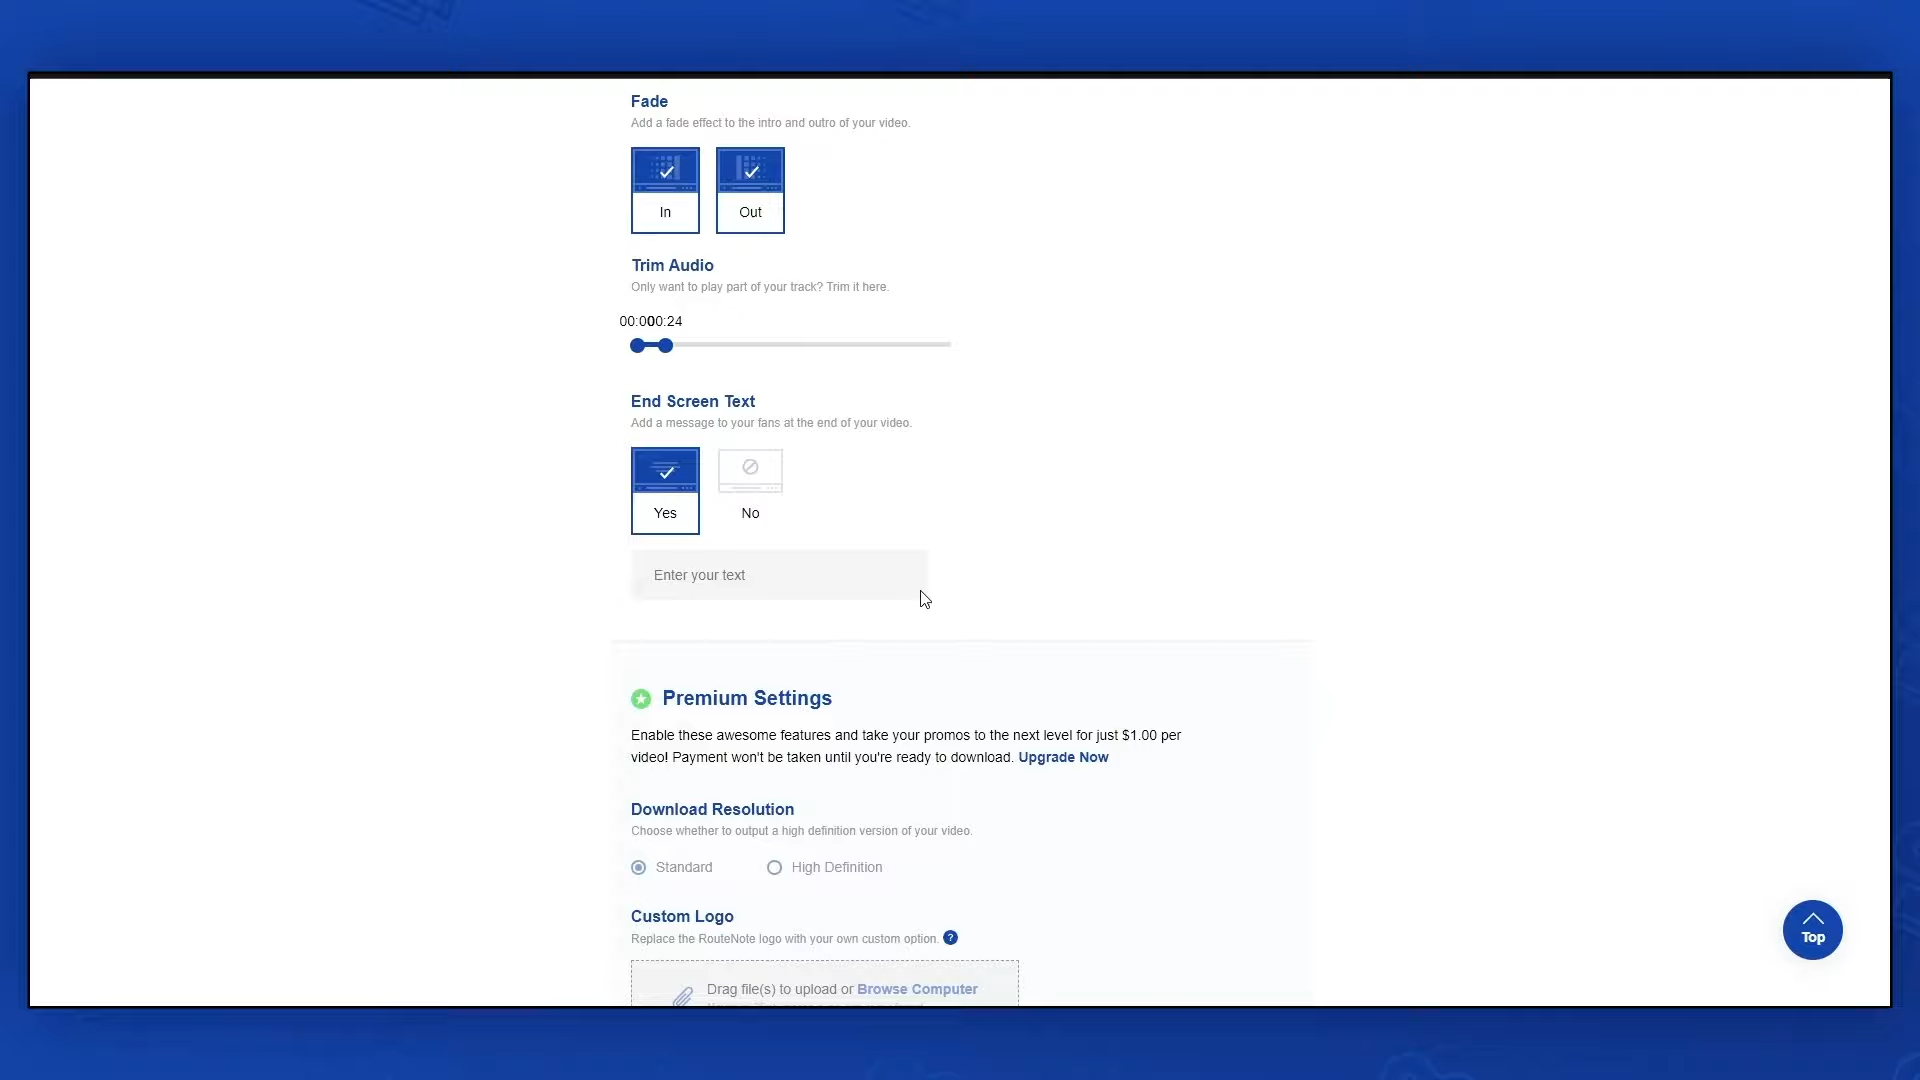 Fade
Add a fade effect to the intro and outro of your video.
In
Out
Trim Audio
Only want to play part of your track? Trim it here.
00:000:24
End Screen Text
Add a message to your fans at the end of your video.
Yes
No
Enter your text
Premium Settings
Enable these awesome features and take your promos to the next level for just $1.00 per
video! Payment won't be taken until you're ready to download. Upgrade Now
Download Resolution
Choose whether to output a high definition version of your video.
Standard
High Definition
Custom Logo
Replace the RouteNote logo with your own custom option. ?
Drag file(s) to upload or Browse Computer
Top